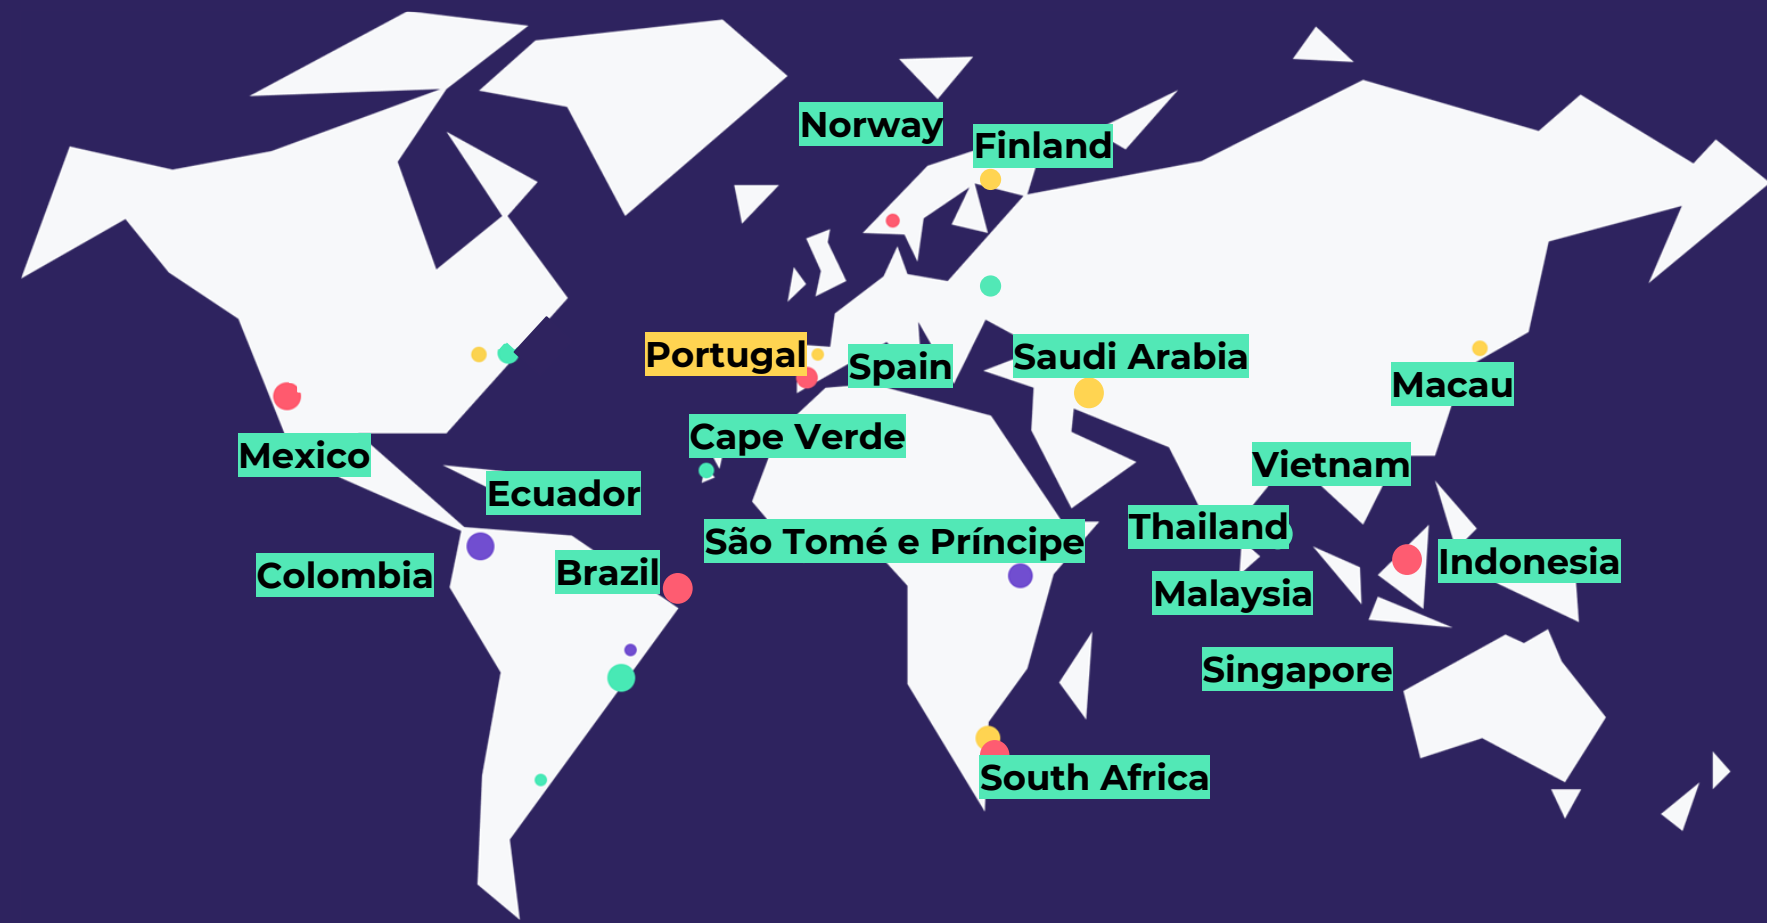 Norway
Finland
Portugal
Spain
Saudi Arabia
Macau
Cape Verde
Mexico
Vietnam
Ecuador
Thailand
São Tomé e Príncipe
Indonesia
Brazil
Colombia
Malaysia
Singapore
South Africa